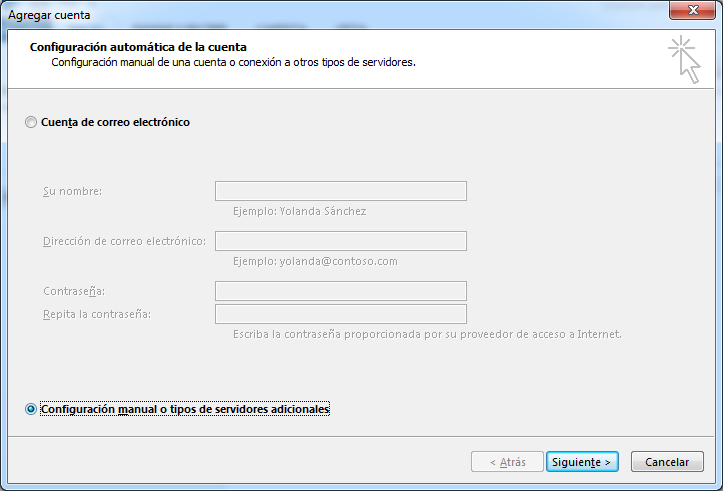 Agregar cuenta
Configuración automática de la cuenta
Configuración manual de una cuenta o conexión a otros tipos de servidores.
Cuenta de correo electrónico
Su nombre:
Ejemplo: Yolanda Sánchez
Dirección de correo electrónico:
Ejemplo: yolanda@contoso.com
Contraseña:
Repita la contraseña:
Escriba la contraseña proporcionada por su proveedor de acceso a Internet.
Configuración manual o tipos de servidores adicionales
< Atrás Siguiente > Cancelar